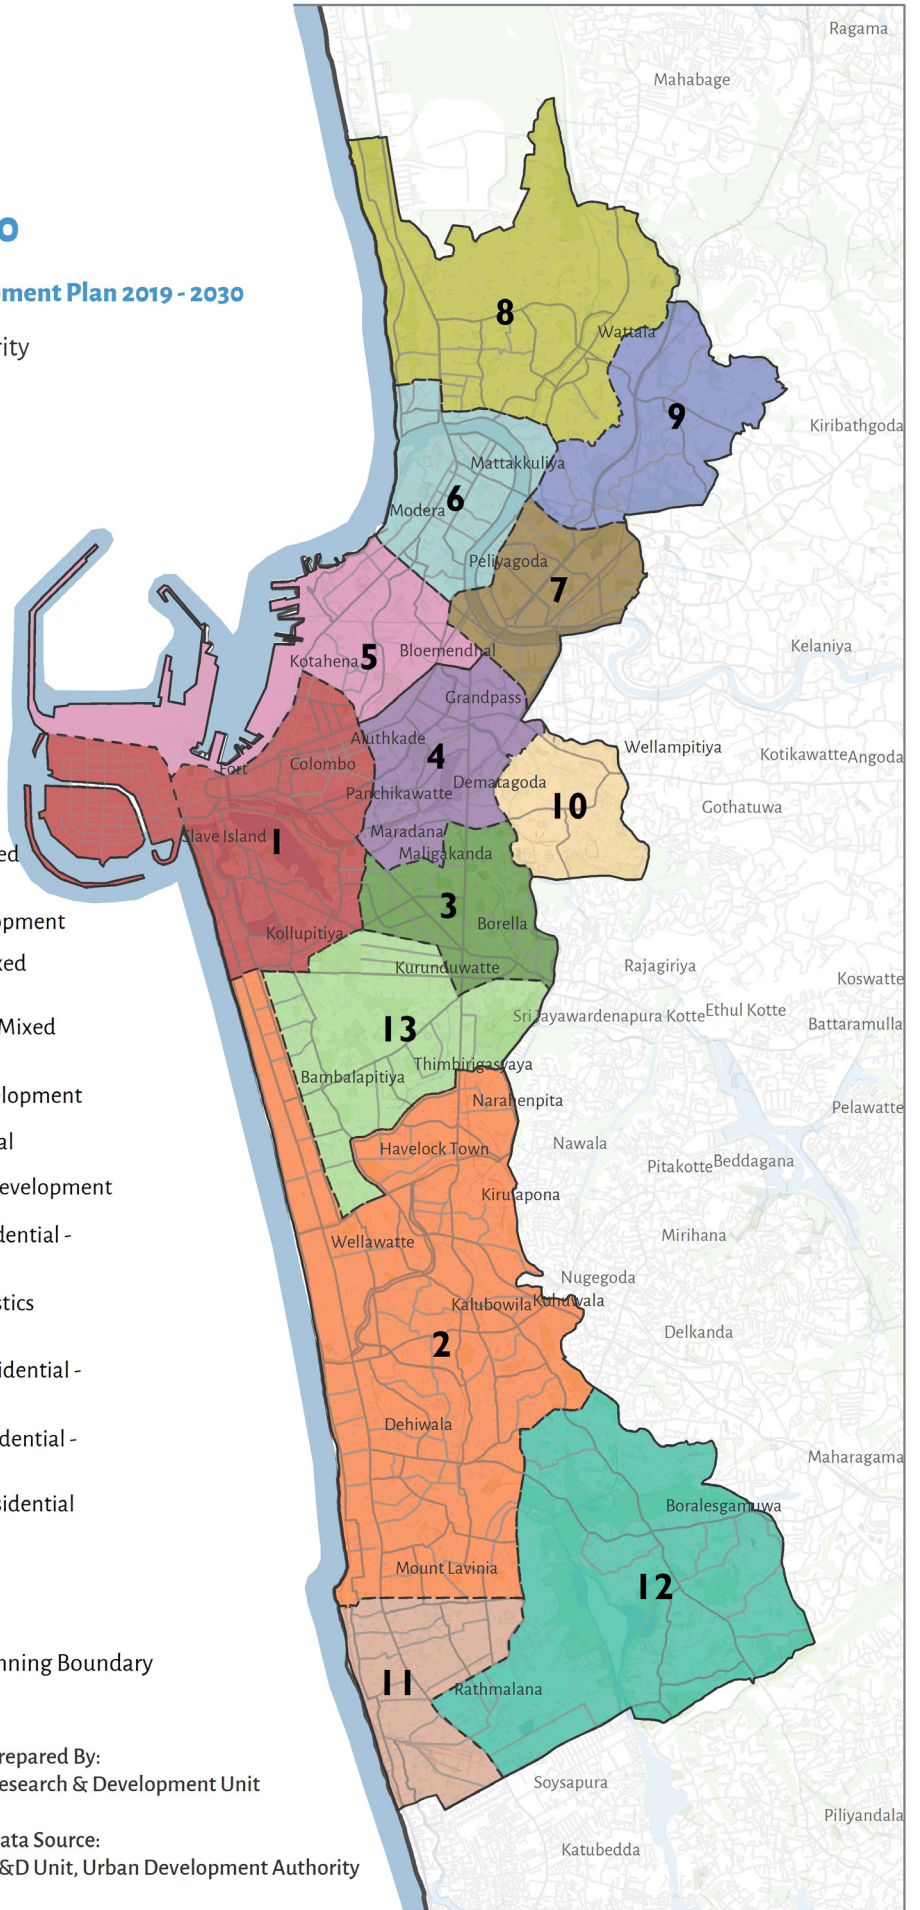 o
ment Plan 2019 - 2030
rity
Ragama
Mahabage
8
Wattala
9
Kiribathgoda
Mattakkuliya
6
Modera
Peliyagoda
7
Kelaniya
Bloemendhal
Kotahena
5
Grandpass
Aluthkade
Wellampitiya
Kotikawatte
Angoda
Fort
Colombo
4
Dematagoda
Panchikawatte
10
Gothatuwa
Slave Island
1
Maradana
Maligakanda
ed
3
Borella
opment
Kollupitiya
xed
Kurunduwatte
Rajagiriya
Koswatte
Sri Jayawardenapura Kotte
Ethul Kotte
Battaramulla
Mixed
13
Thimbirigasyaya
Bambalapitiya
elopment
Narahenpita
Pelawatte
al
Havelock Town
Nawala
Pitakotte
Beddagana
evelopment
Kirulapona
dential -
Wellawatte
Mirihana
Nugegoda
stics
Kalubowila
Kohuwala
Delkanda
2
idential -
Dehiwala
dential -
Maharagama
sidential
Boralesgamuwa
Mount Lavinia
12
nning Boundary
11
Rathmalana
repared By:
esearch & Development Unit
Soysapura
Piliyandala
ata Source:
Katubedda
&D Unit, Urban Development Authority